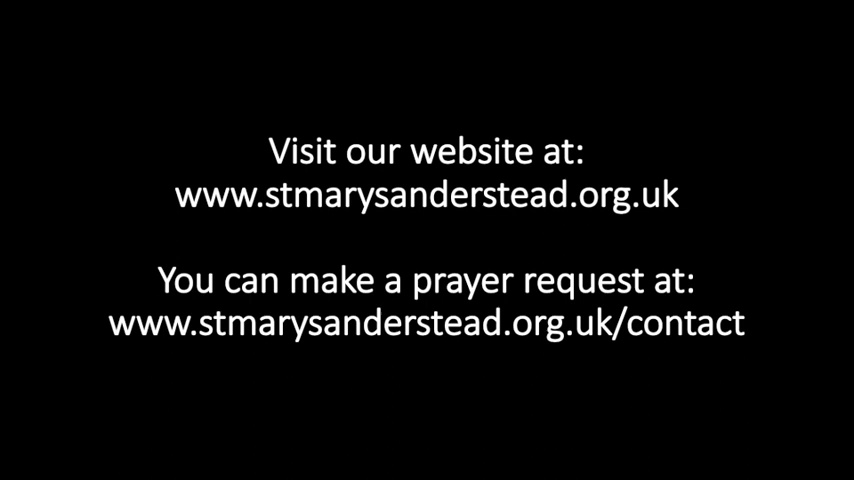 Visit our website at:
www.stmarysanderstead.org.uk
You can make a prayer request at:
www.stmarysanderstead.org.uk/contact